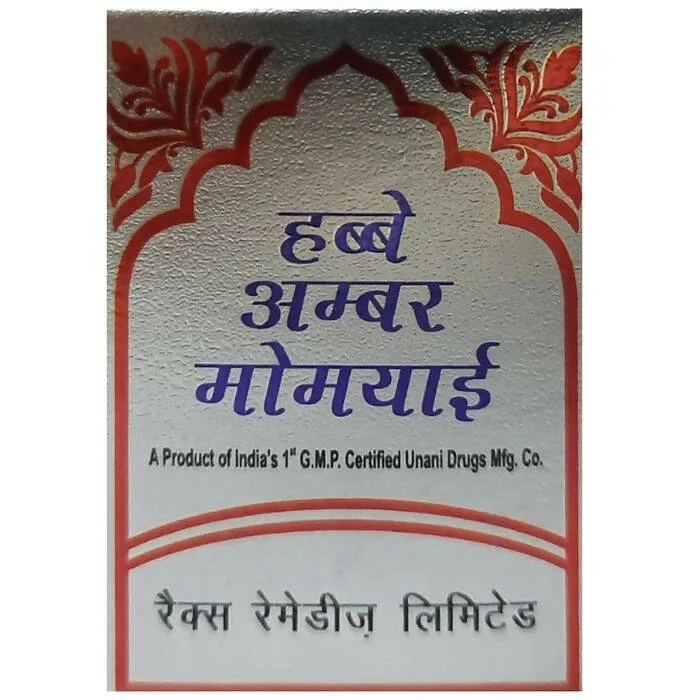 हब्बे
अम्बर
मोमयाई
A Product of India's 1st G.M.P. Certified Unani Drugs Mfg. Co.
रैक्स रेमेडीज़ लिमिटेड